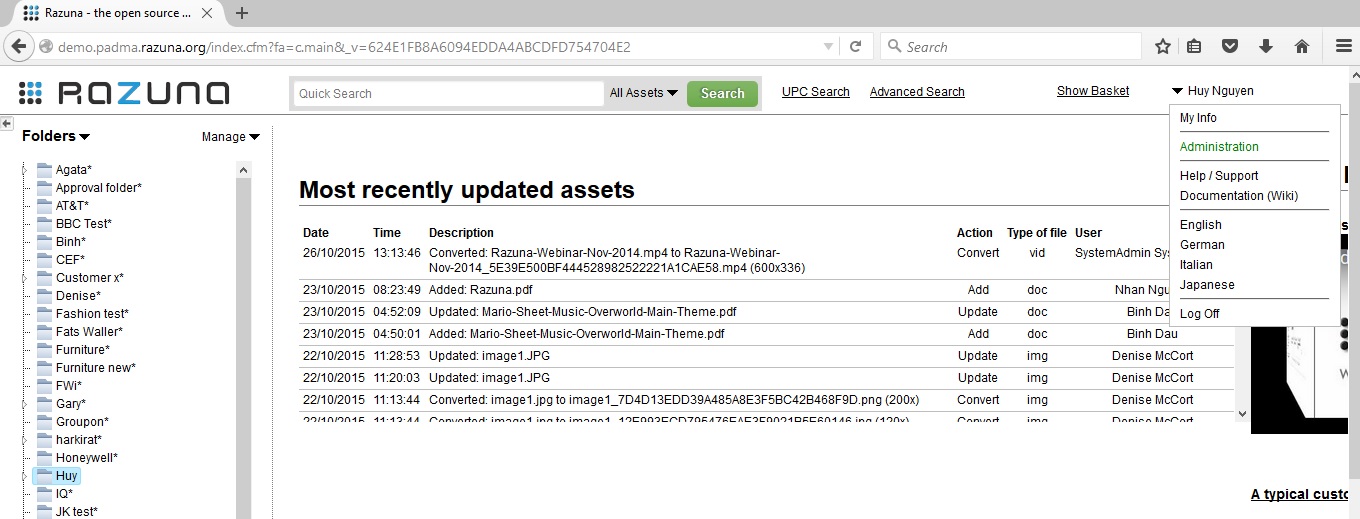 Razuna - the open source ...
demo.padma.razuna.org/index.cfm?fa=c.main&_v=624E1FB8A6094EDDA4ABCDFD754704E2
Search
RAZUNA
Quick Search
All Assets
Search
UPC Search
Advanced Search
Show Basket
Huy Nguyen
My Info
Administration
Help / Support
Documentation (Wiki)
English
German
Italian
Japanese
Log Off
Folders
Manage
Agata*
Approval folder*
AT&T*
BBC Test*
Binh*
CEF*
Customer x*
Denise*
Fashion test*
Fats Waller*
Furniture*
Furniture new*
FWi*
Gary*
Groupon*
harkirat*
Honeywell*
Huy
IQ*
JK test*
Most recently updated assets
Date Time Description Action Type of file User
26/10/2015 13:13:46 Converted: Razuna-Webinar-Nov-2014.mp4 to Razuna-Webinar- Convert vid SystemAdmin Sys
Nov-2014_5E39E500BF444528982522221A1CAE58.mp4 (600x336)
23/10/2015 08:23:49 Added: Razuna.pdf Add doc Nhan Ngu
23/10/2015 04:52:09 Updated: Mario-Sheet-Music-Overworld-Main-Theme.pdf Update doc Binh Dau
23/10/2015 04:50:01 Added: Mario-Sheet-Music-Overworld-Main-Theme.pdf Add doc Binh Dau
22/10/2015 11:28:53 Updated: image1.JPG Update img Denise McCort
22/10/2015 11:20:03 Updated: image1.JPG Update img Denise McCort
22/10/2015 11:13:44 Converted: image1.jpg to image1_7D4D13EDD39A485A8E3F5BC42B468F9D.png (200x) Convert img Denise McCort
22/10/2015 11:13:44 Converted: image1.jpg to Convert img Denise McCort
A typical custo